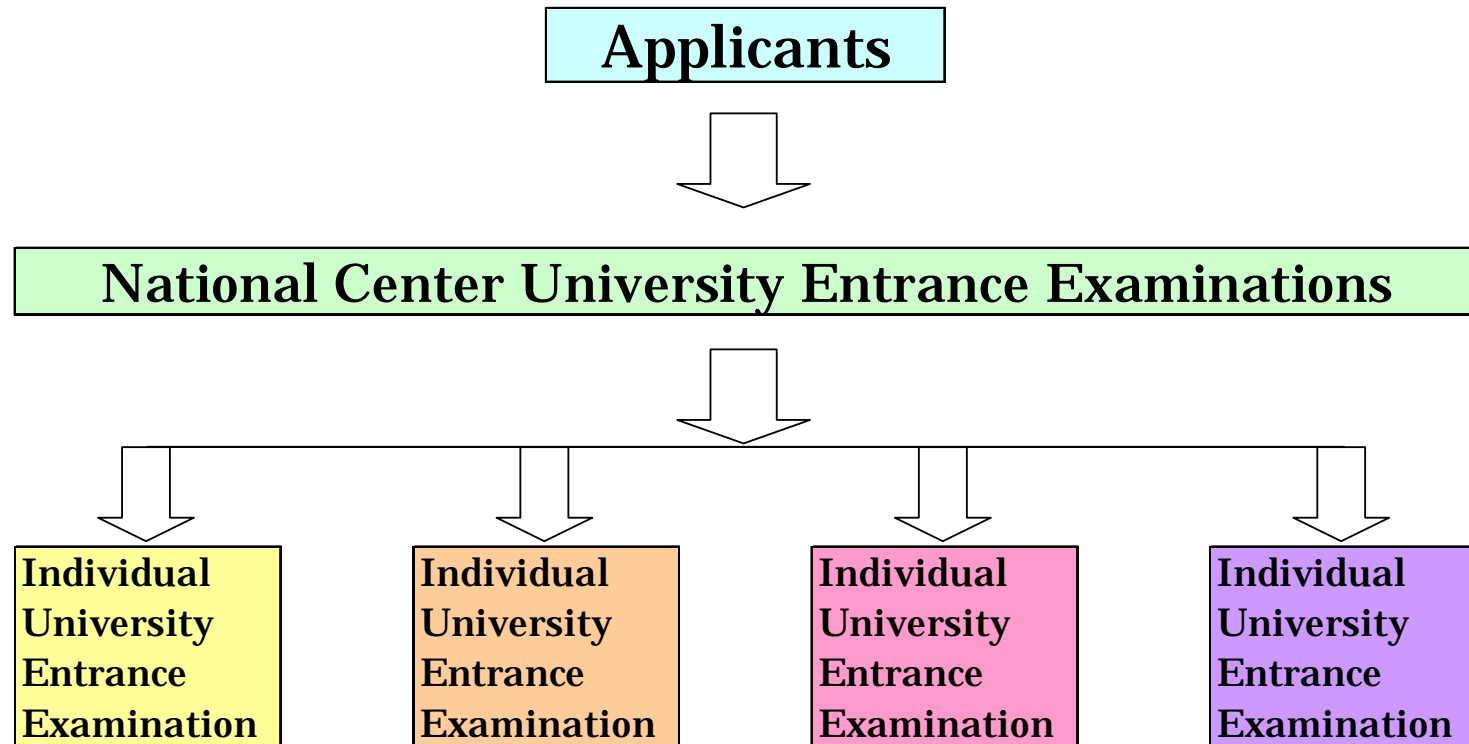 Applicants
National Center University Entrance Examinations
Individual
University
Entrance
Examination
Individual
University
Entrance
Examination
Individual
University
Entrance
Examination
Individual
University
Entrance
Examination